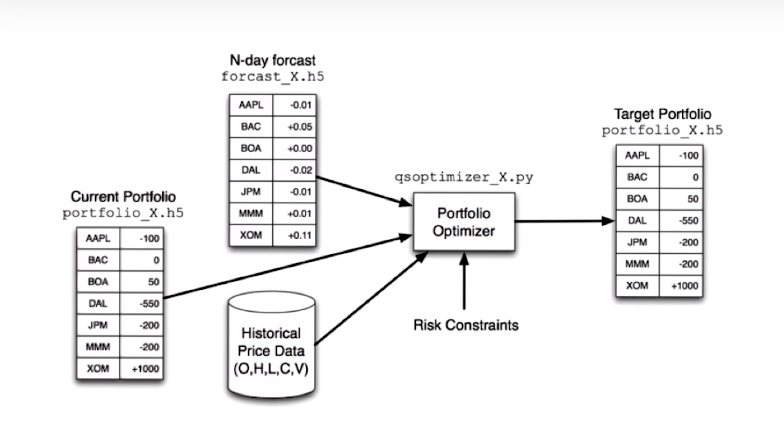 N-day forcast
forcast_X.h5
AAPL -0.01
BAC +0.05
BOA +0.00
DAL -0.02
JPM -0.01
MMM +0.01
XOM +0.11
Target Portfolio
portfolio_X.h5
AAPL -100
BAC 0
BOA 50
DAL -550
JPM -200
MMM -200
XOM +1000
qsoptimizer_X.py
Portfolio
Optimizer
Current Portfolio
portfolio_X.h5
AAPL -100
BAC 0
BOA 50
DAL -550
JPM -200
MMM -200
XOM +1000
Historical
Price Data
(O,H,L,C,V)
Risk Constraints